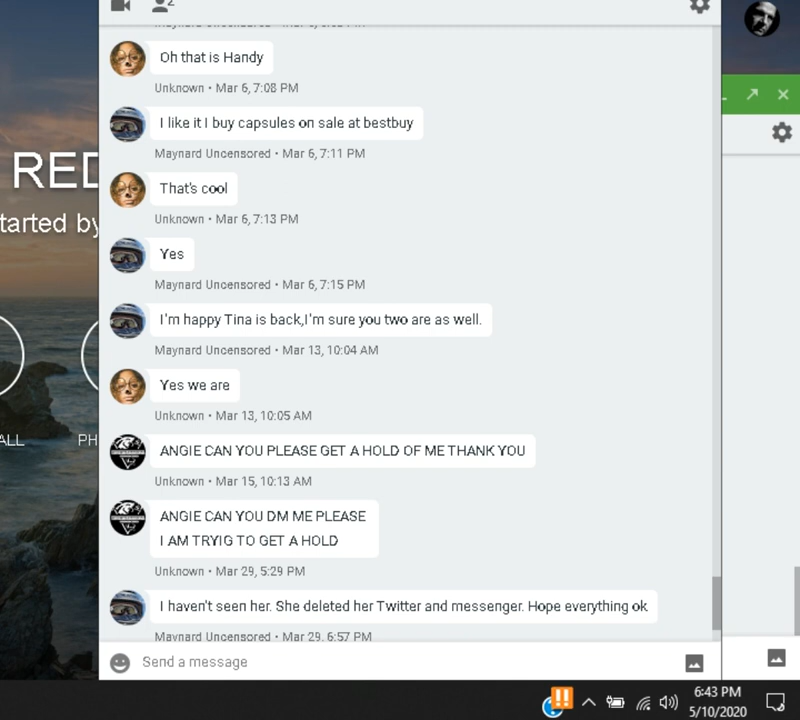 2
Oh that is Handy
Unknown • Mar 6, 7:08 PM
I like it I buy capsules on sale at bestbuy
Maynard Uncensored • Mar 6, 7:11 PM
That's cool
Unknown • Mar 6, 7:13 PM
Yes
Maynard Uncensored • Mar 6, 7:15 PM
I'm happy Tina is back,I'm sure you two are as well.
Maynard Uncensored • Mar 13, 10:04 AM
Yes we are
Unknown • Mar 13, 10:05 AM
ANGIE CAN YOU PLEASE GET A HOLD OF ME THANK YOU
Unknown • Mar 15, 10:13 AM
ANGIE CAN YOU DM ME PLEASE
I AM TRYIG TO GET A HOLD
Unknown • Mar 29, 5:29 PM
I haven't seen her. She deleted her Twitter and messenger. Hope everything ok
Maynard Uncensored • Mar 29, 6:57 PM
Send a message
RED
tarted by
ALL
PH
6:43 PM
5/10/2020